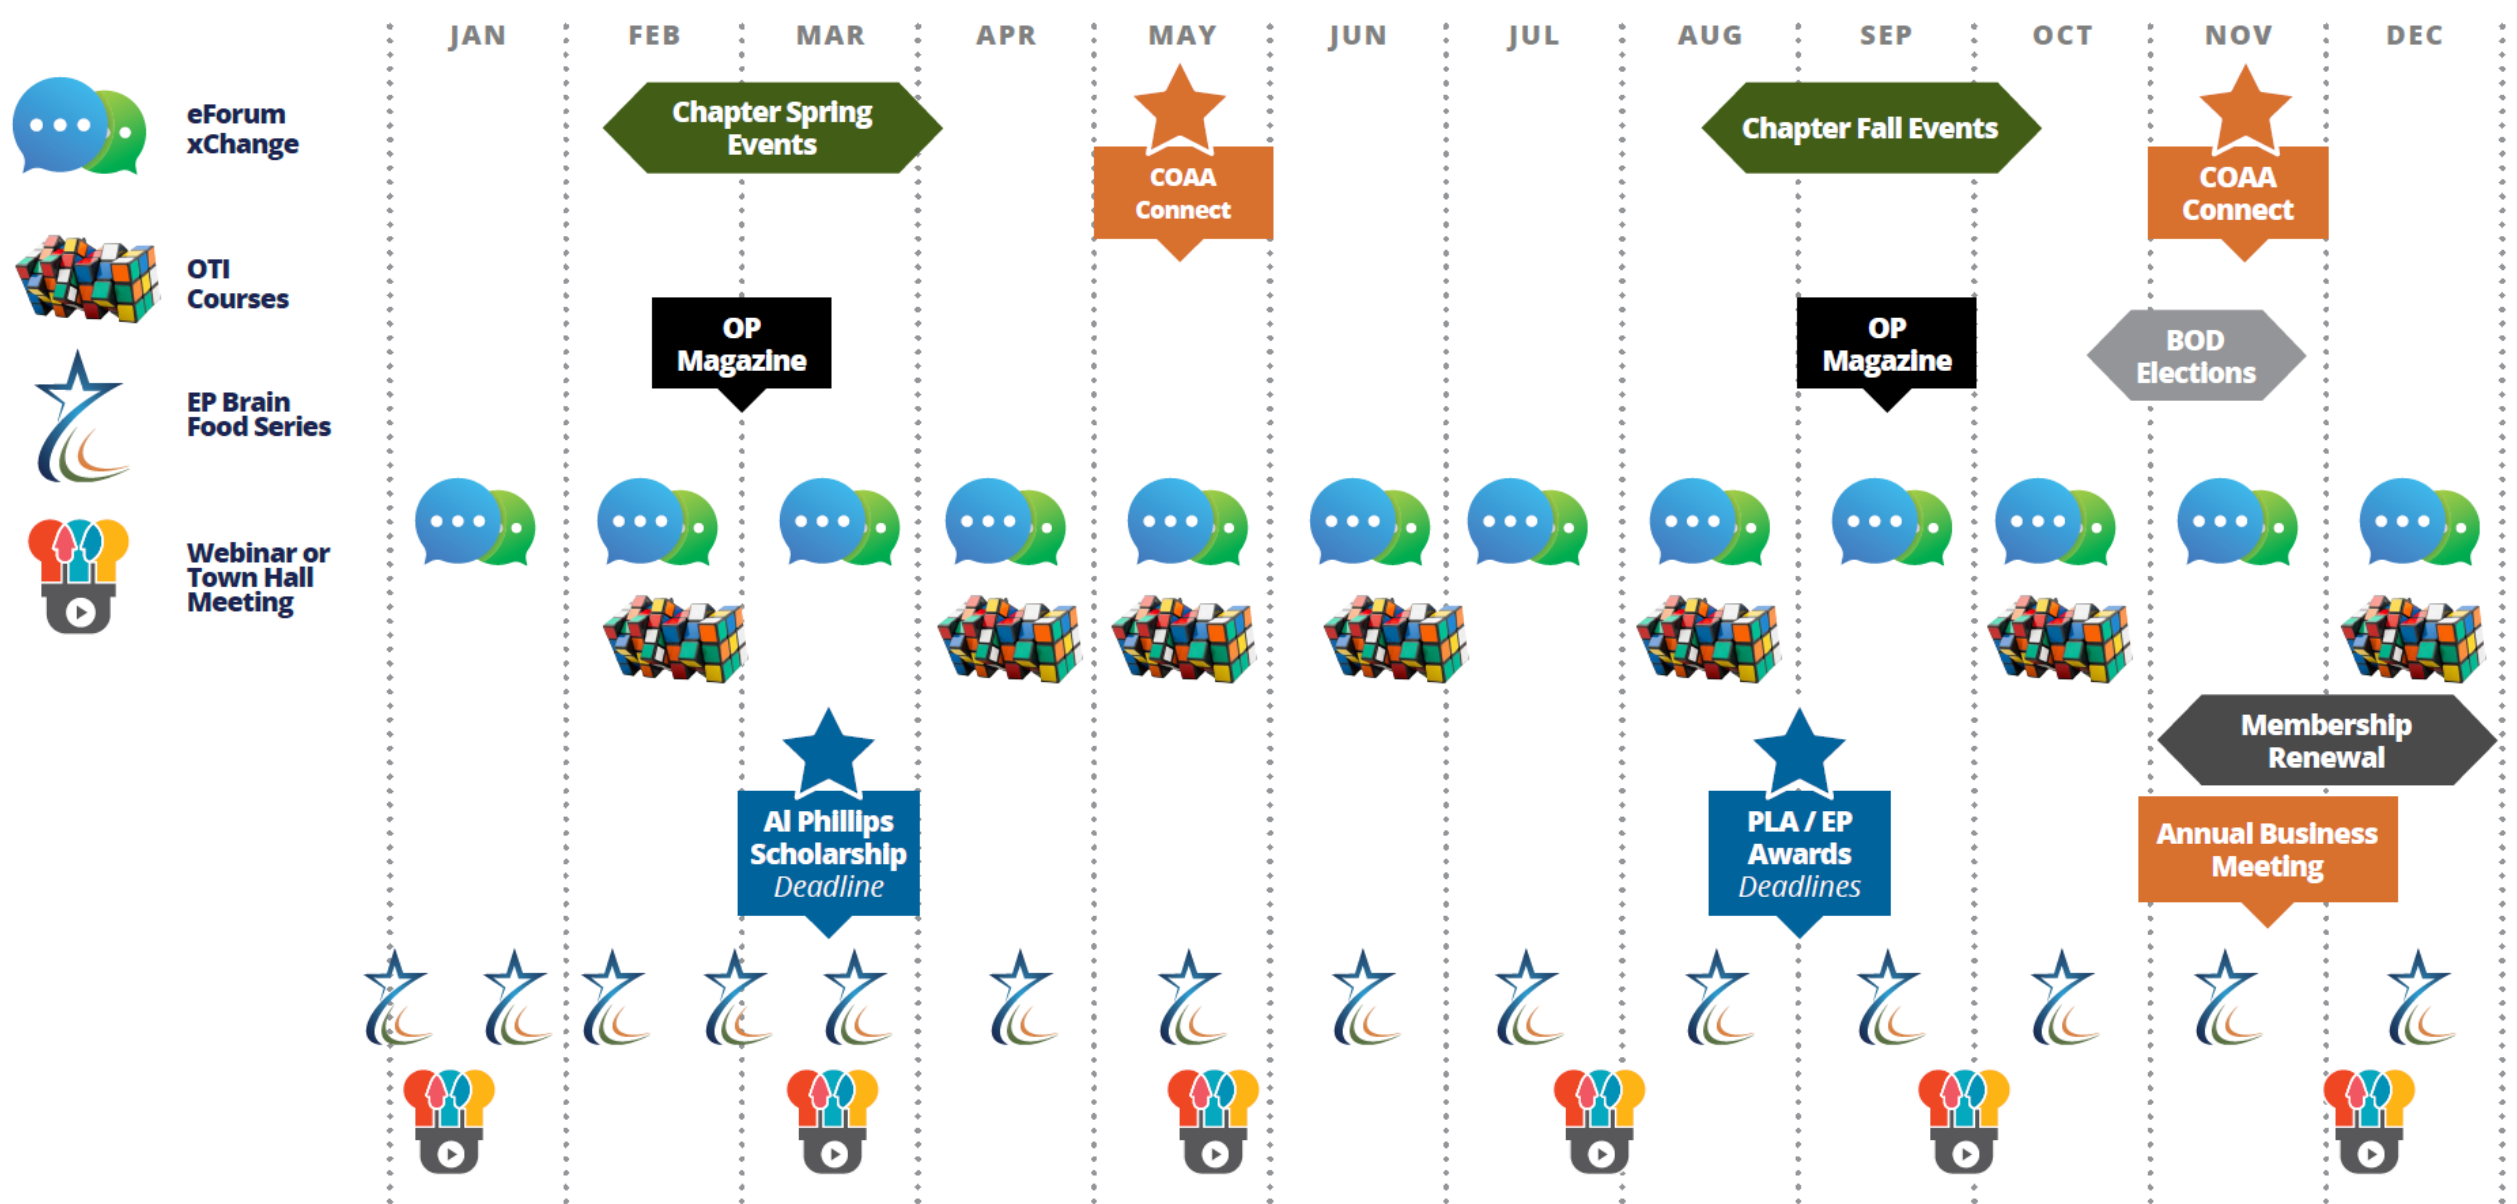 JAN FEB MAR APR MAY JUN JUL AUG SEP OCT NOV DEC
eForum
xChange
OTI
Courses
EP Brain
Food Series
Webinar or
Town Hall
Meeting
Chapter Spring
Events
COAA
Connect
Chapter Fall Events
COAA
Connect
OP
Magazine
OP
Magazine
BOD
Elections
Membership
Renewal
Al Phillips
Scholarship
Deadline
PLA / EP
Awards
Deadlines
Annual Business
Meeting